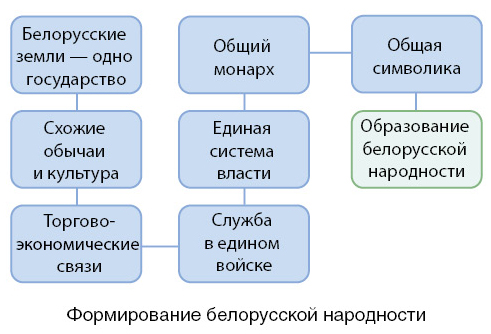 Белорусские
земли — одно
государство
Схожие
обычаи
и культура
Торгово-
экономические
связи
Служба
в едином
войске
Единая
система
власти
Общий
монарх
Общая
символика
Образование
белорусской
народности
Формирование белорусской народности